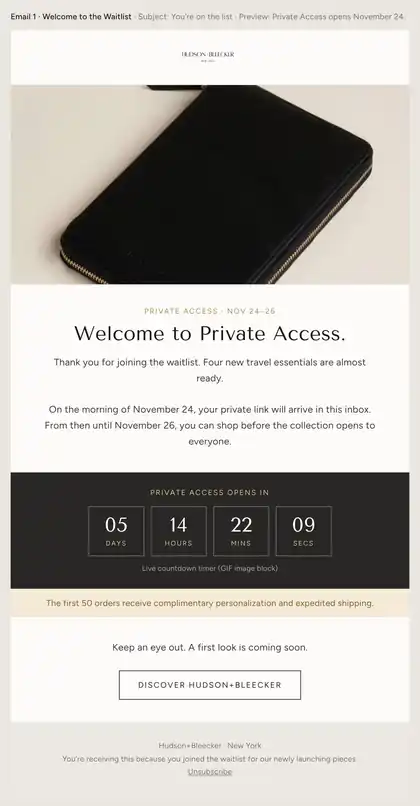 Email 1 · Welcome to the Waitlist · Subject: You're on the list · Preview: Private Access opens November 24.
HUDSON+BLEECKER
PRIVATE ACCESS · NOV 24–26
Welcome to Private Access.
Thank you for joining the waitlist. Four new travel essentials are almost
ready.
On the morning of November 24, your private link will arrive in this inbox.
From then until November 26, you can shop before the collection opens to
everyone.
PRIVATE ACCESS OPENS IN
05 14 22 09
DAYS HOURS MINS SECS
Live countdown timer (GIF image block)
The first 50 orders receive complimentary personalization and expedited shipping.
Keep an eye out. A first look is coming soon.
DISCOVER HUDSON+BLEECKER
Hudson+Bleecker · New York
You're receiving this because you joined the waitlist for our newly launching pieces
Unsubscribe